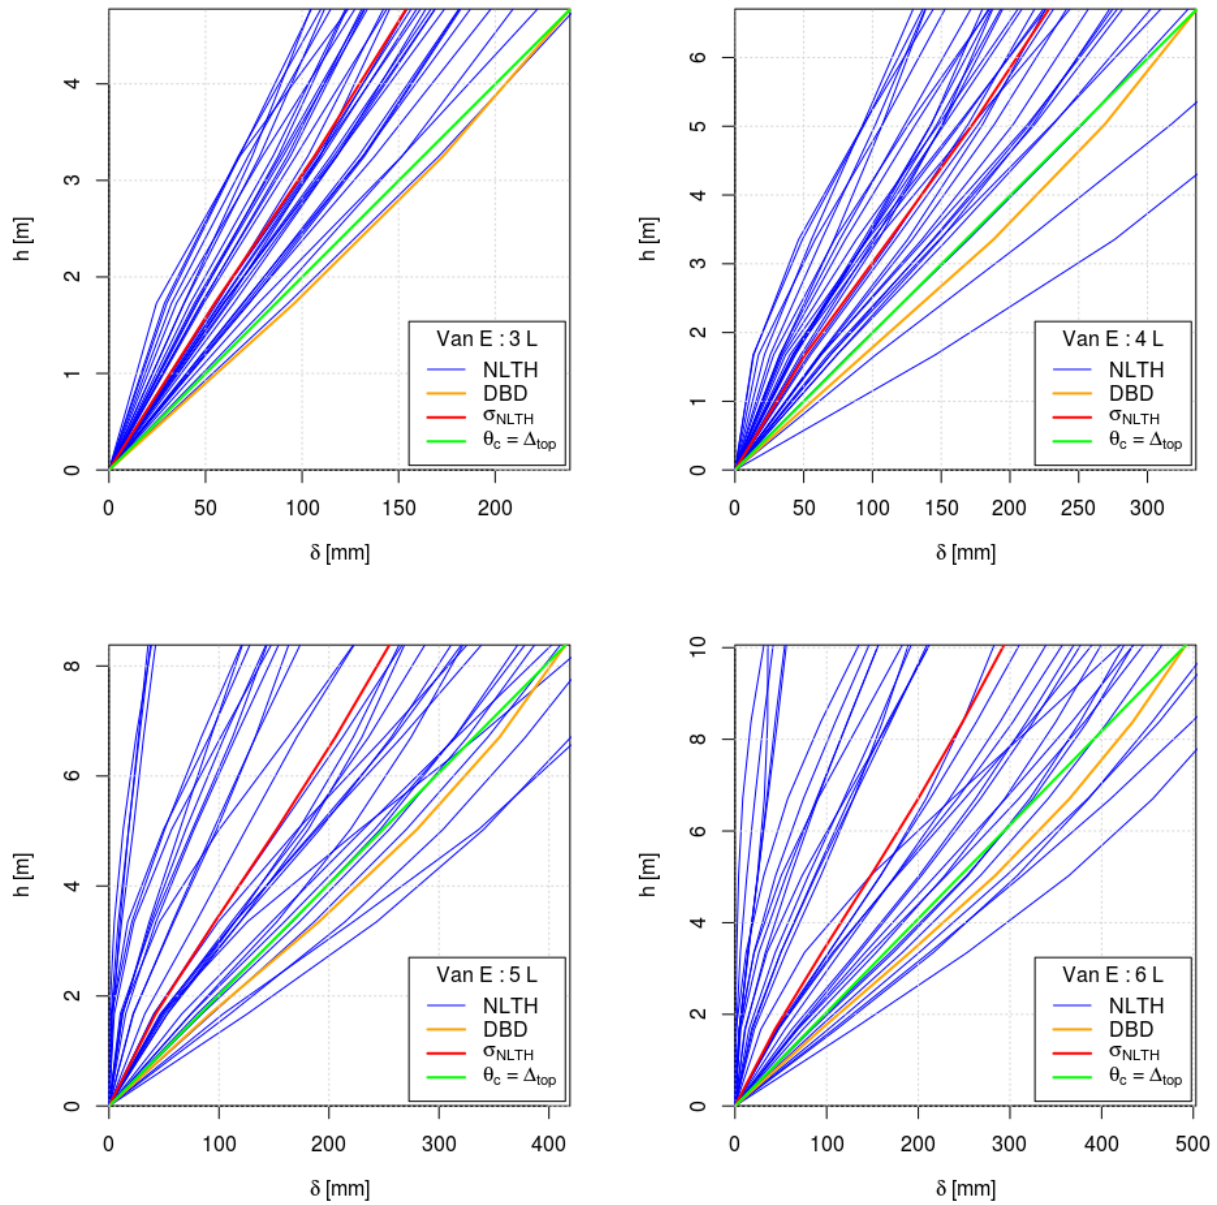 h [m]
4
3
2
1
0
Van E : 3 L
NLTH
DBD
σNLTH
θc = Δtop
0 50 100 150 200
δ [mm]
h [m]
6
5
4
3
2
1
0
Van E : 4 L
NLTH
DBD
σNLTH
θc = Δtop
0 50 100 150 200 250 300
δ [mm]
h [m]
8
6
4
2
0
Van E : 5 L
NLTH
DBD
σNLTH
θc = Δtop
0 100 200 300 400
δ [mm]
h [m]
10
8
6
4
2
0
Van E : 6 L
NLTH
DBD
σNLTH
θc = Δtop
0 100 200 300 400 500
δ [mm]